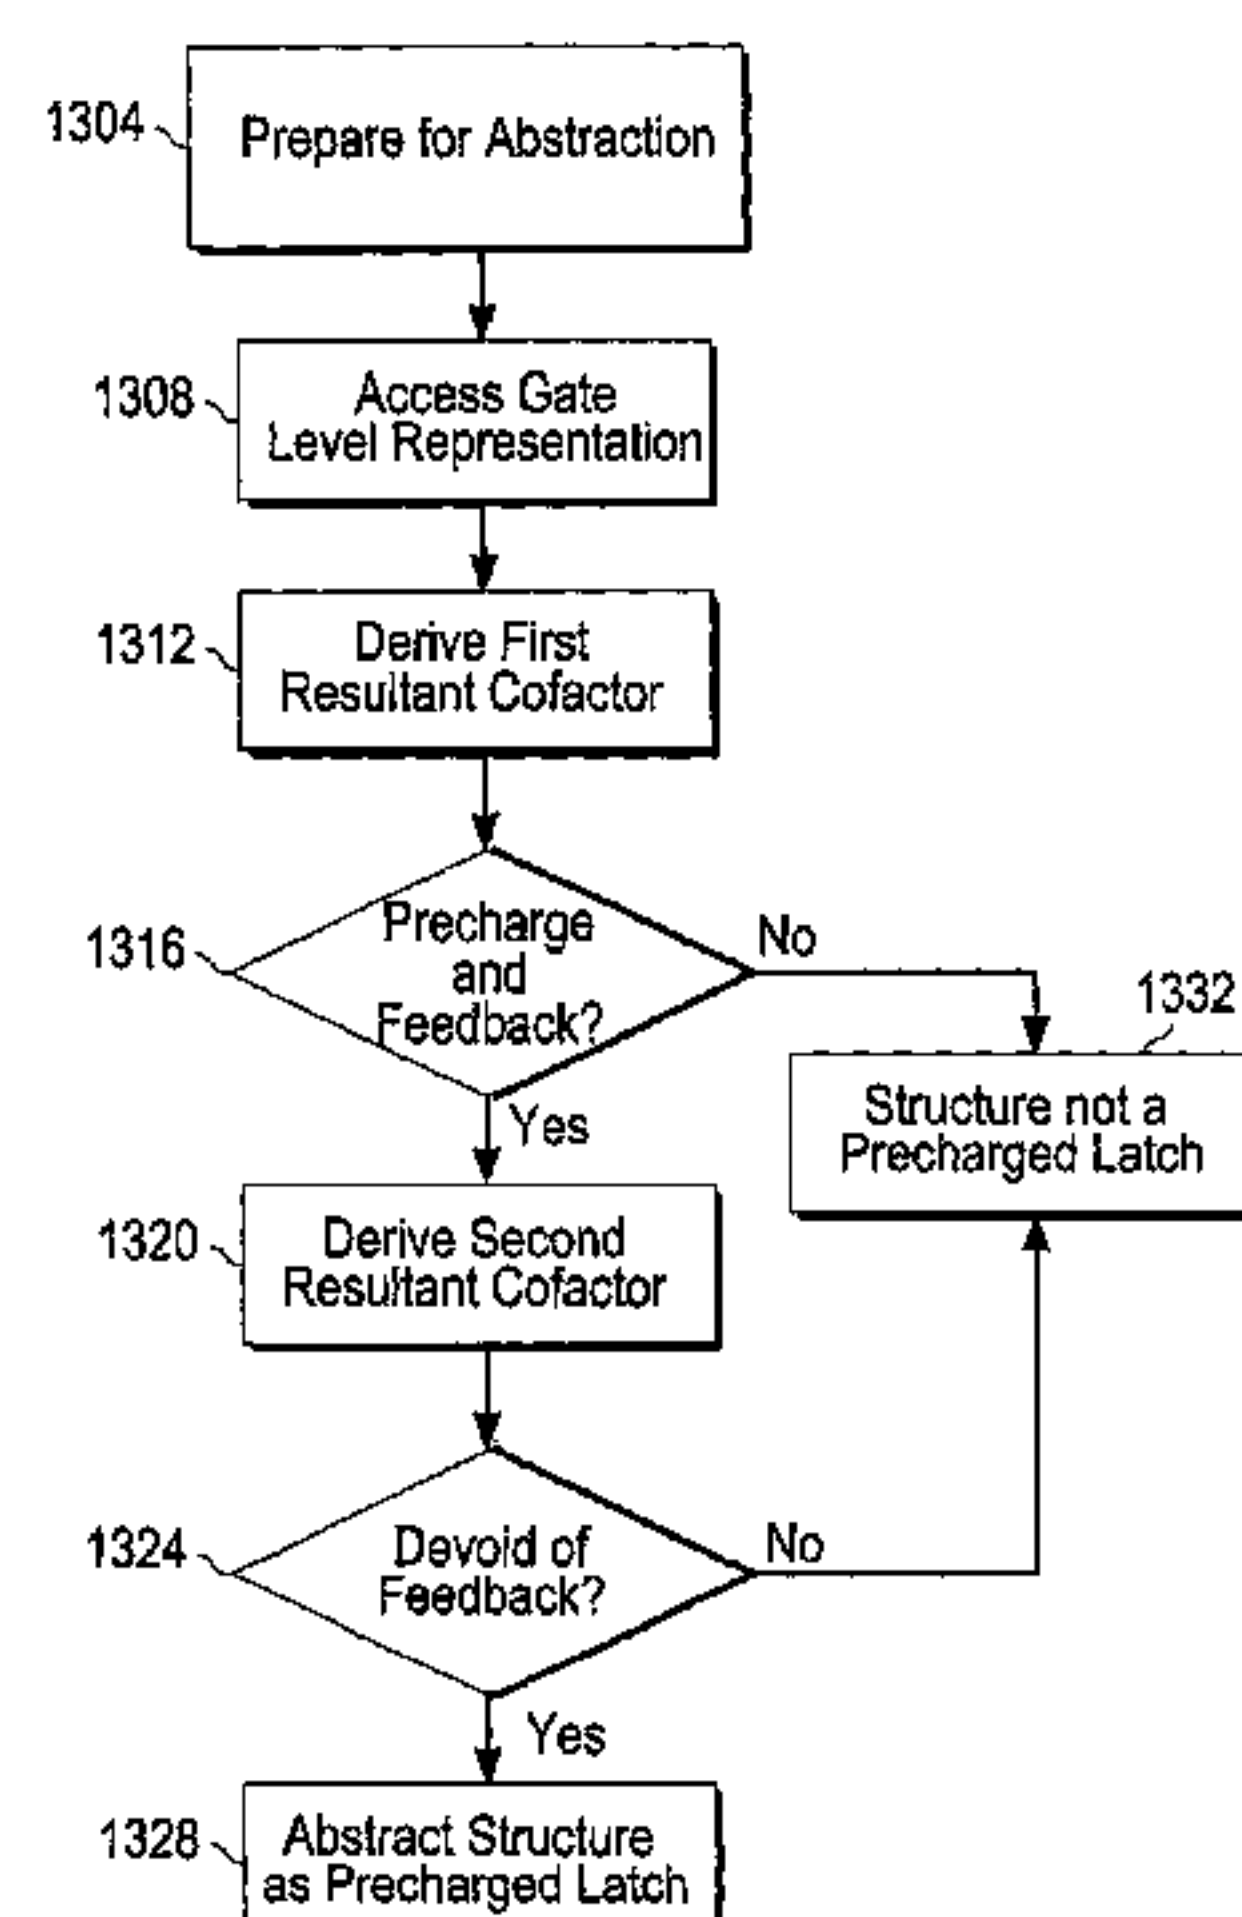 1304
Prepare for Abstraction
1308
Access Gate
Level Representation
1312
Derive First
Resultant Cofactor
1316
Precharge
and
Feedback?
No
Yes
1332
Structure not a
Precharged Latch
1320
Derive Second
Resultant Cofactor
1324
Devoid of
Feedback?
No
Yes
1328
Abstract Structure
as Precharged Latch